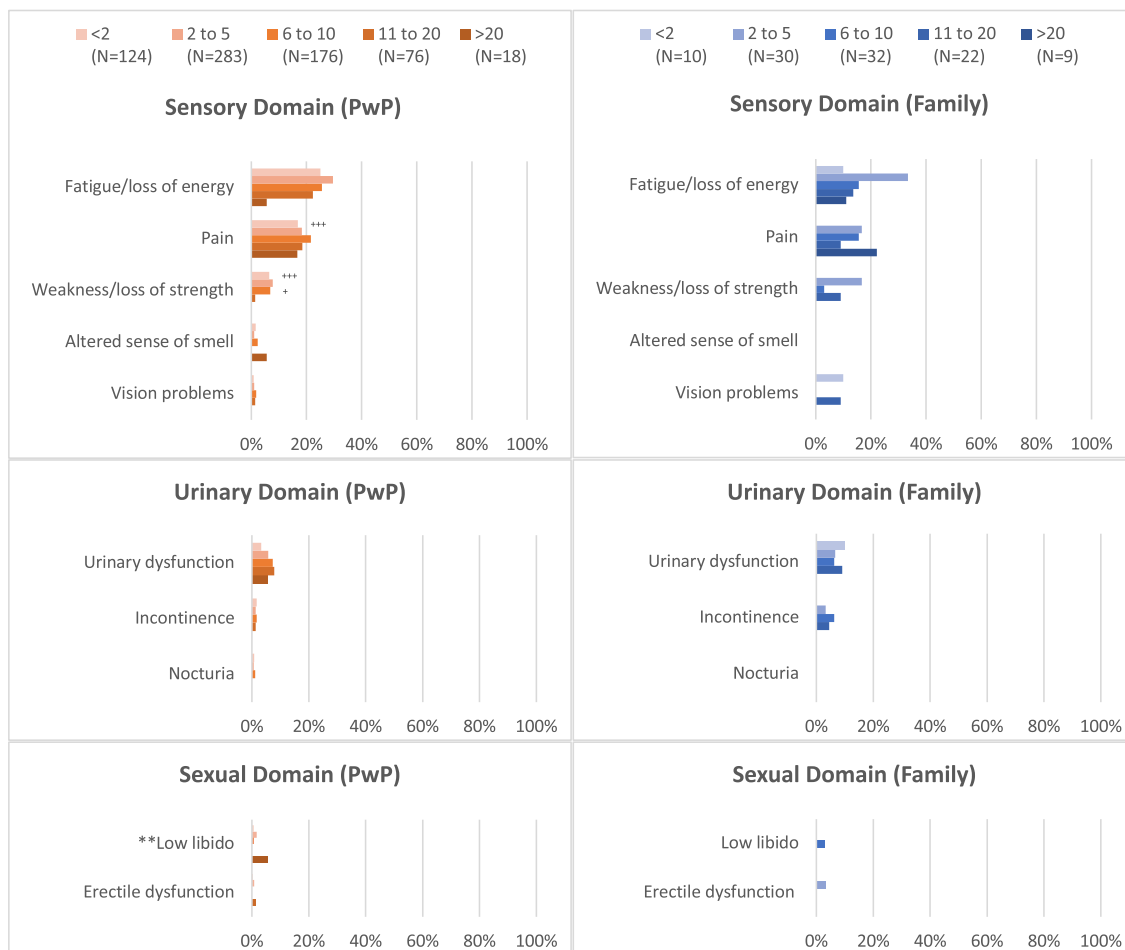 <2 2 to 5 6 to 10 11 to 20 >20
(N=124) (N=283) (N=176) (N=76) (N=18)
Sensory Domain (PwP)
Fatigue/loss of energy
Pain +++
Weakness/loss of strength +++
+
Altered sense of smell
Vision problems
0% 20% 40% 60% 80% 100%
<2 2 to 5 6 to 10 11 to 20 >20
(N=10) (N=30) (N=32) (N=22) (N=9)
Sensory Domain (Family)
Fatigue/loss of energy
Pain
Weakness/loss of strength
Altered sense of smell
Vision problems
0% 20% 40% 60% 80% 100%
Urinary Domain (PwP)
Urinary dysfunction
Incontinence
Nocturia
0% 20% 40% 60% 80% 100%
Urinary Domain (Family)
Urinary dysfunction
Incontinence
Nocturia
0% 20% 40% 60% 80% 100%
Sexual Domain (PwP)
**Low libido
Erectile dysfunction
0% 20% 40% 60% 80% 100%
Sexual Domain (Family)
Low libido
Erectile dysfunction
0% 20% 40% 60% 80% 100%